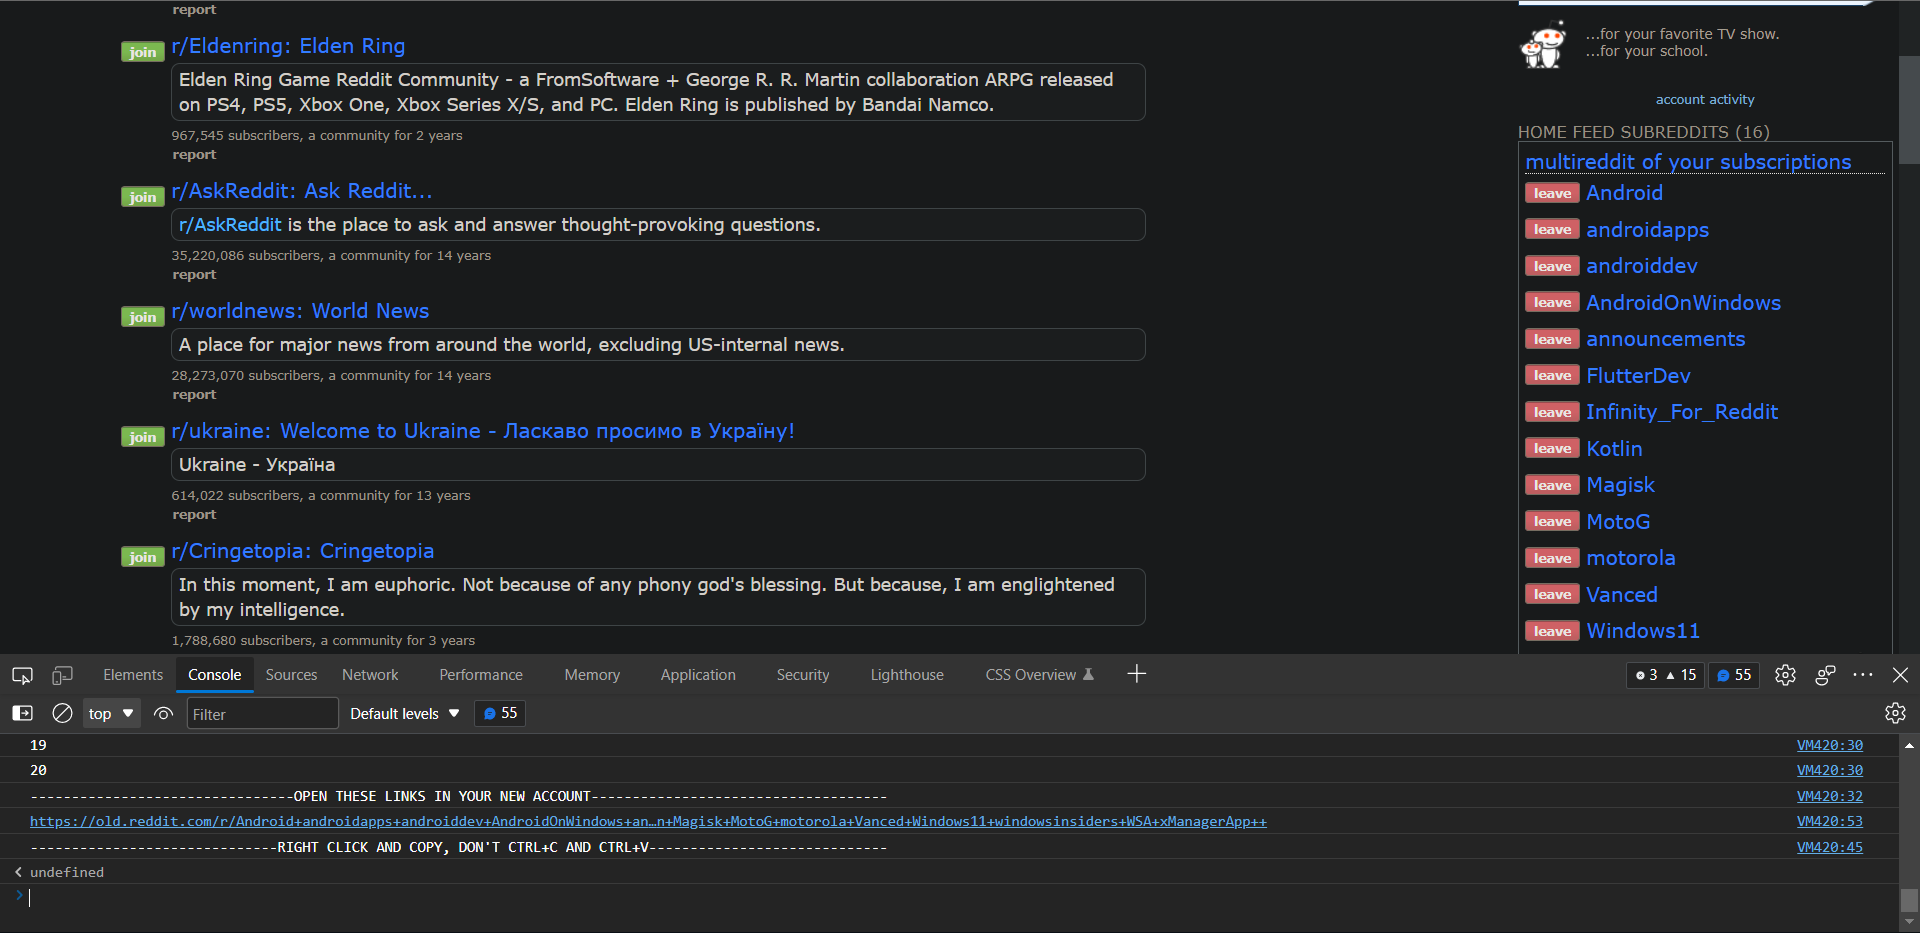 report
join r/Eldenring: Elden Ring
Elden Ring Game Reddit Community - a FromSoftware + George R. R. Martin collaboration ARPG released
on PS4, PS5, Xbox One, Xbox Series X/S, and PC. Elden Ring is published by Bandai Namco.
967,545 subscribers, a community for 2 years
report
join r/AskReddit: Ask Reddit...
r/AskReddit is the place to ask and answer thought-provoking questions.
35,220,086 subscribers, a community for 14 years
report
join r/worldnews: World News
A place for major news from around the world, excluding US-internal news.
28,273,070 subscribers, a community for 14 years
report
join r/ukraine: Welcome to Ukraine - Ласкаво просимо в Україну!
Ukraine - Україна
614,022 subscribers, a community for 13 years
report
join r/Cringetopia: Cringetopia
In this moment, I am euphoric. Not because of any phony god's blessing. But because, I am englightened
by my intelligence.
1,788,680 subscribers, a community for 3 years
...for your favorite TV show.
...for your school.
account activity
HOME FEED SUBREDDITS (16)
multireddit of your subscriptions
leave Android
leave androidapps
leave androiddev
leave AndroidOnWindows
leave announcements
leave FlutterDev
leave Infinity_For_Reddit
leave Kotlin
leave Magisk
leave MotoG
leave motorola
leave Vanced
leave Windows11
Elements Console Sources Network Performance Memory Application Security Lighthouse CSS Overview 3 15 55
top Filter Default levels 55
19 VM420:30
20 VM420:30
--------------------------------OPEN THESE LINKS IN YOUR NEW ACCOUNT------------------------------------ VM420:32
https://old.reddit.com/r/Android+androidapps+androiddev+AndroidOnWindows+an…n+Magisk+MotoG+motorola+Vanced+Windows11+windowsinsiders+WSA+xManagerApp++ VM420:53
------------------------------RIGHT CLICK AND COPY, DON'T CTRL+C AND CTRL+V----------------------------- VM420:45
undefined